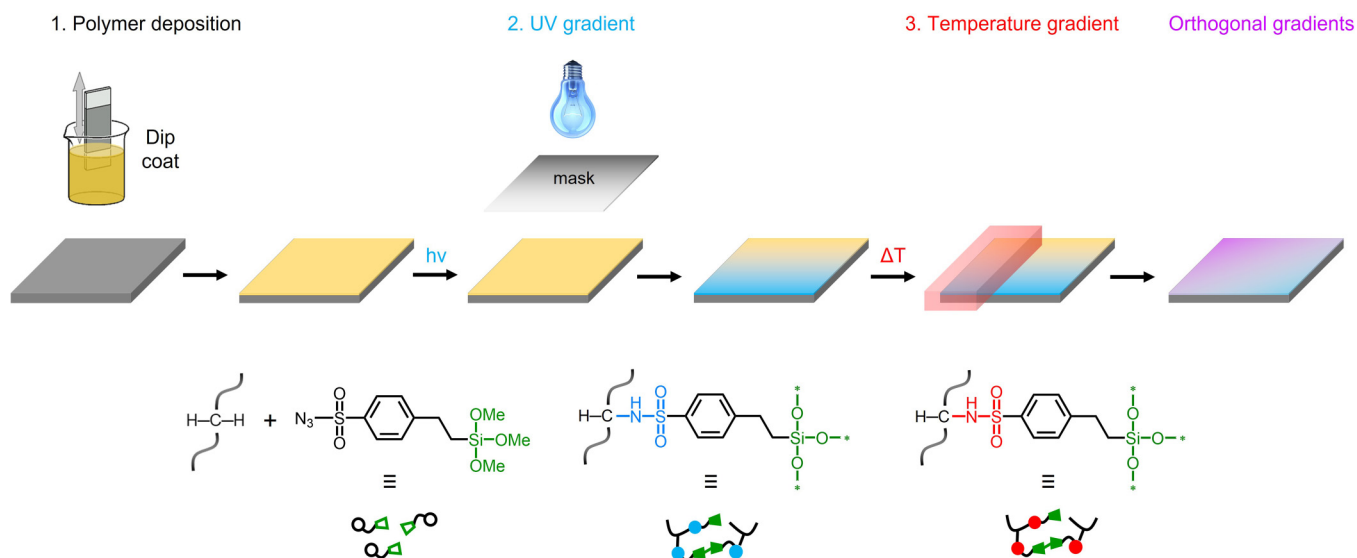 1. Polymer deposition
2. UV gradient
3. Temperature gradient
Orthogonal gradients
Dip
coat
mask
hν
ΔT
H–C–H
+
N3
O
S
O
OMe
Si
OMe
OMe
≡
H
C
H
N
O
S
O
*
O
Si
O
*
O
*
≡
H
C
H
N
O
S
O
*
O
Si
O
*
O
*
≡